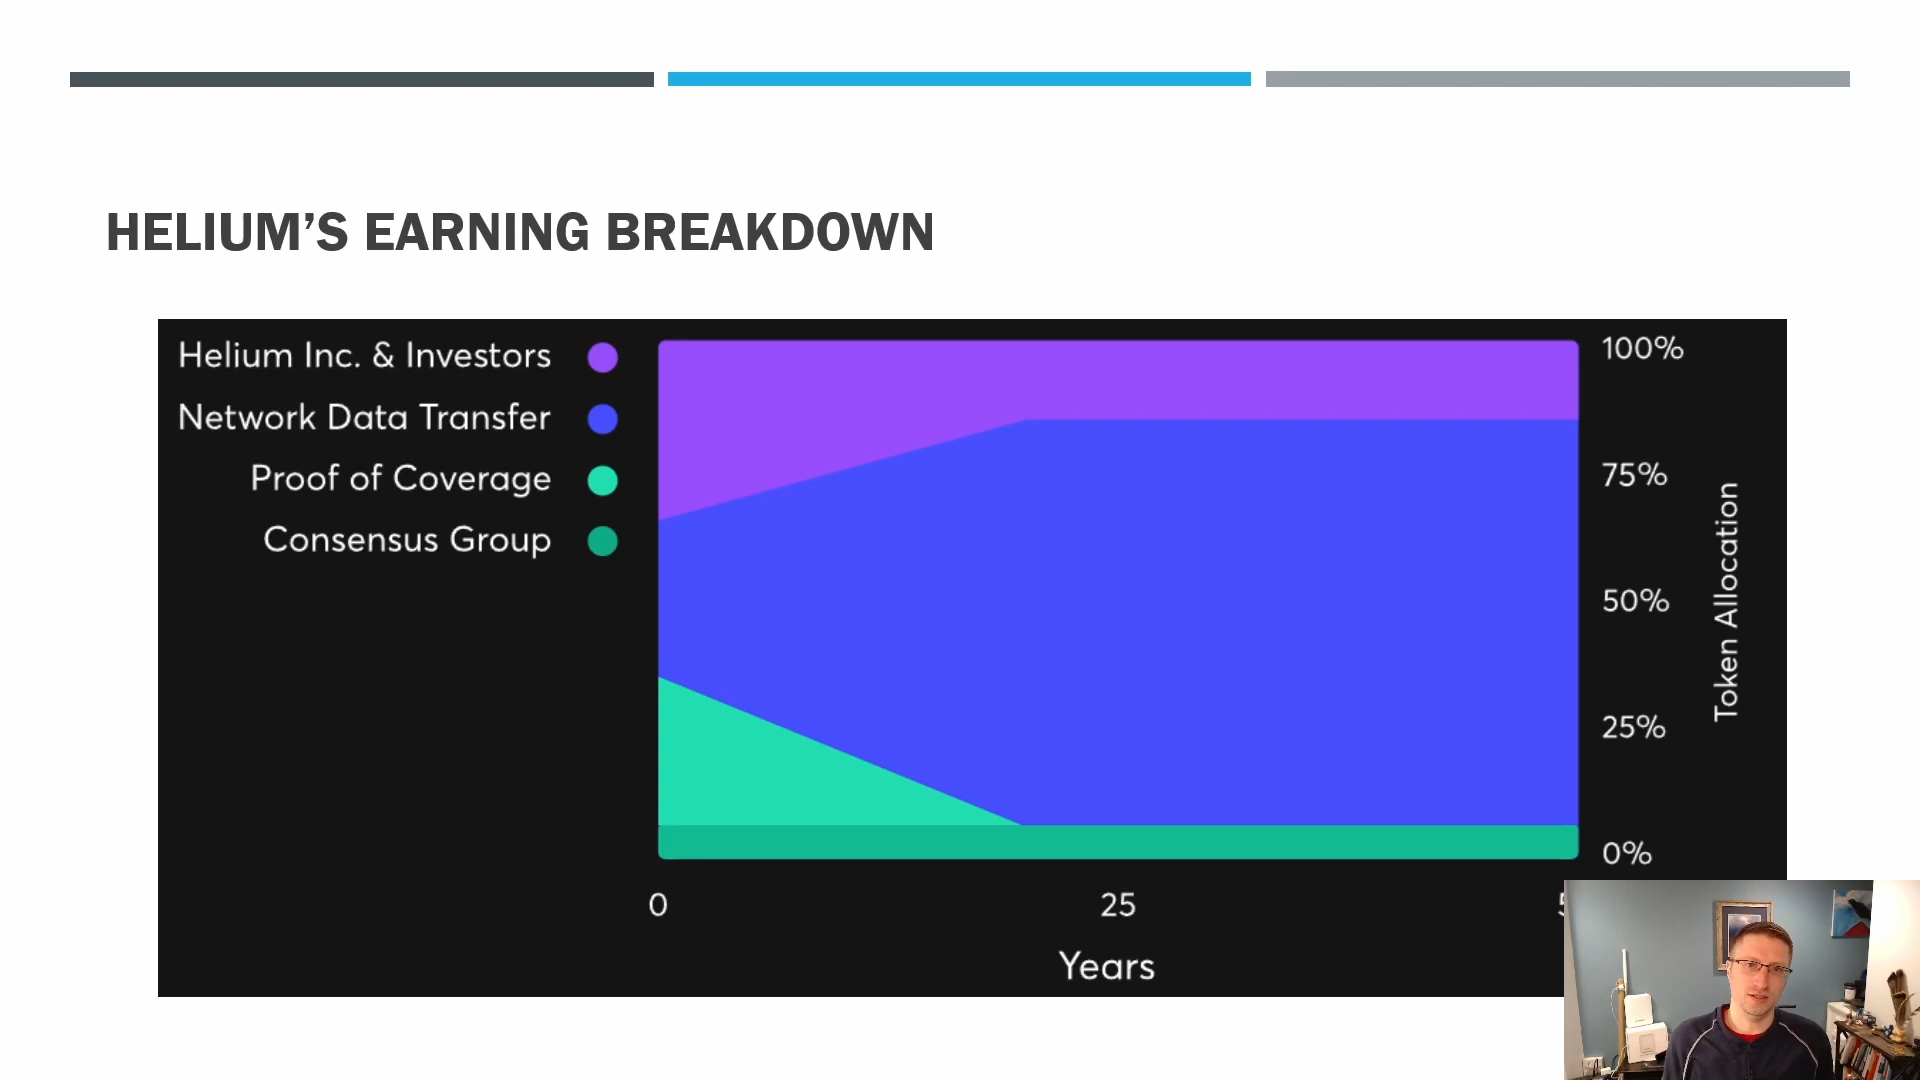 HELIUM’S EARNING BREAKDOWN
Helium Inc. & Investors
Network Data Transfer
Proof of Coverage
Consensus Group
100%
75%
50%
25%
0%
Token Allocation
0
25
Years